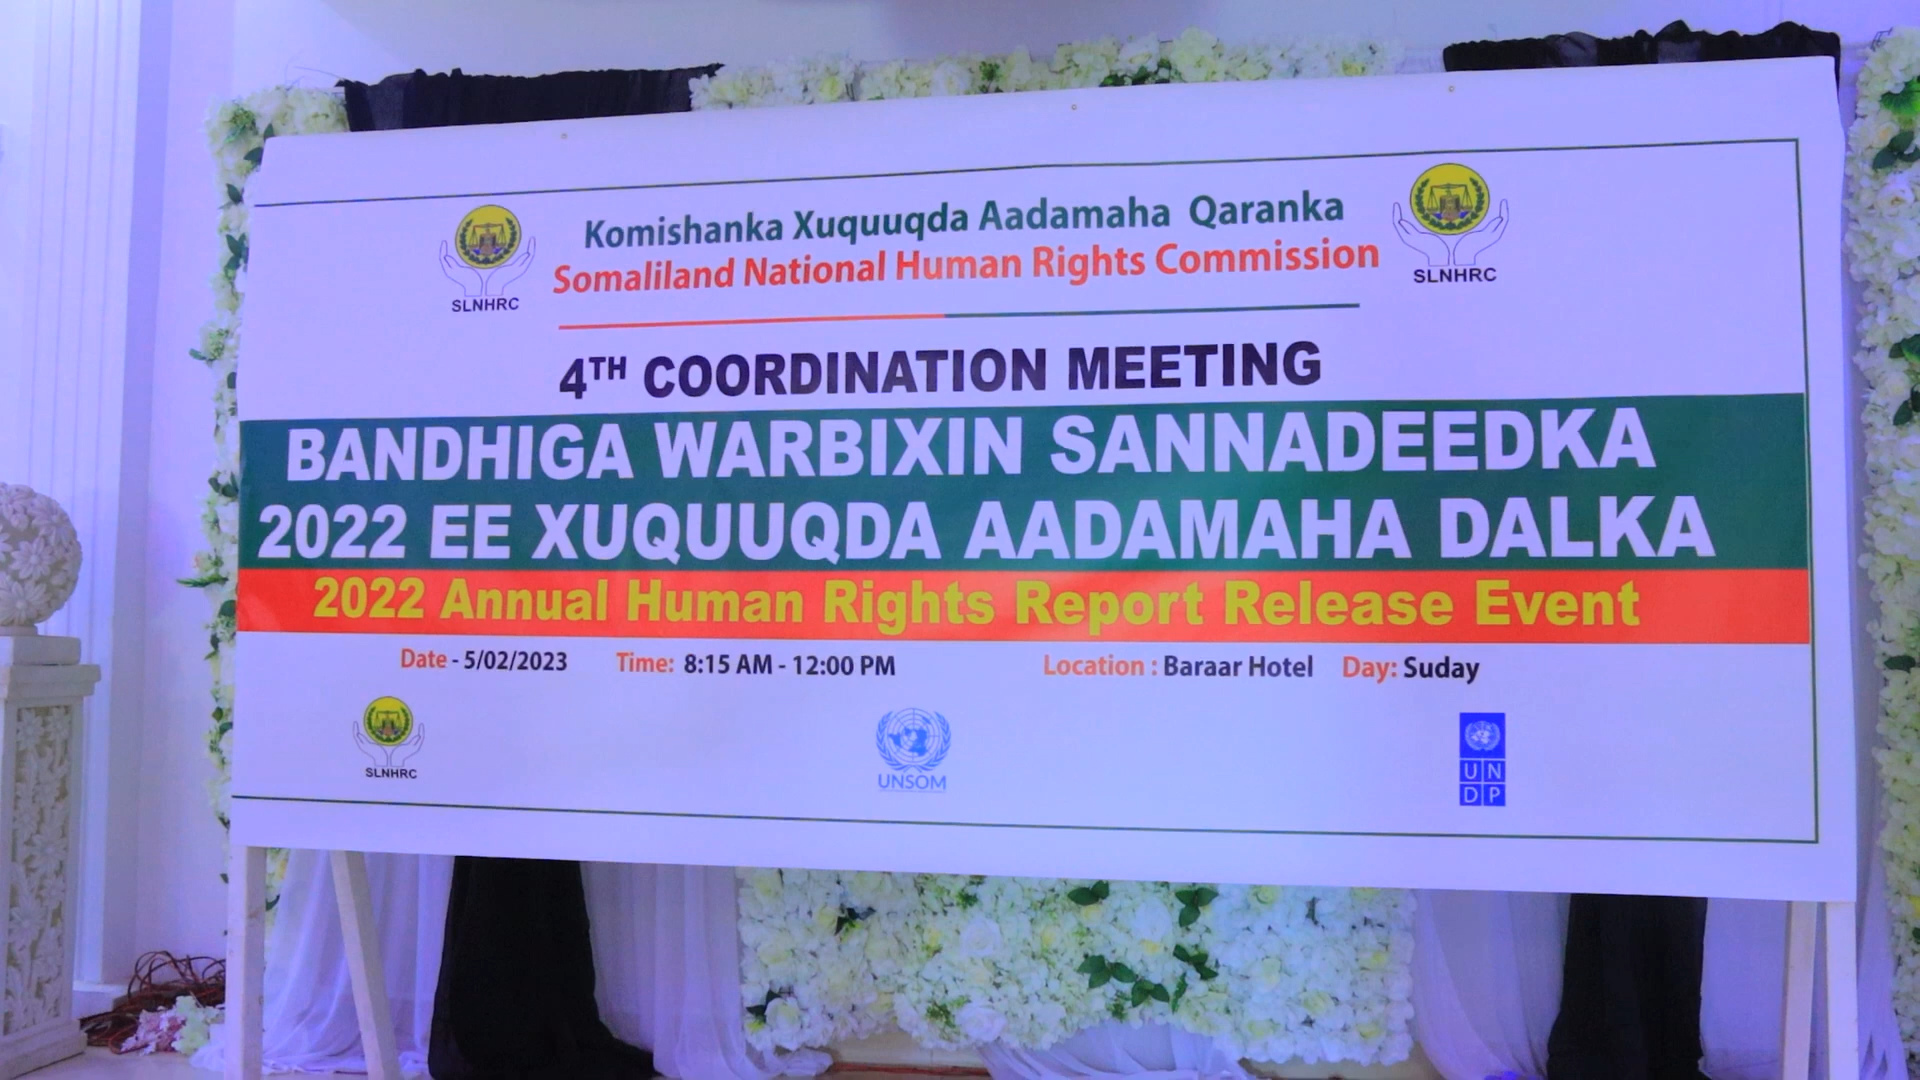 Komishanka Xuquuqda Aadamaha Qaranka
Somaliland National Human Rights Commission
SLNHRC
SLNHRC
4TH COORDINATION MEETING
BANDHIGA WARBIXIN SANNADEEDKA
2022 EE XUQUUQDA AADAMAHA DALKA
2022 Annual Human Rights Report Release Event
Date - 5/02/2023 Time: 8:15 AM - 12:00 PM Location : Baraar Hotel Day: Suday
SLNHRC
UNSOM
UN
DP